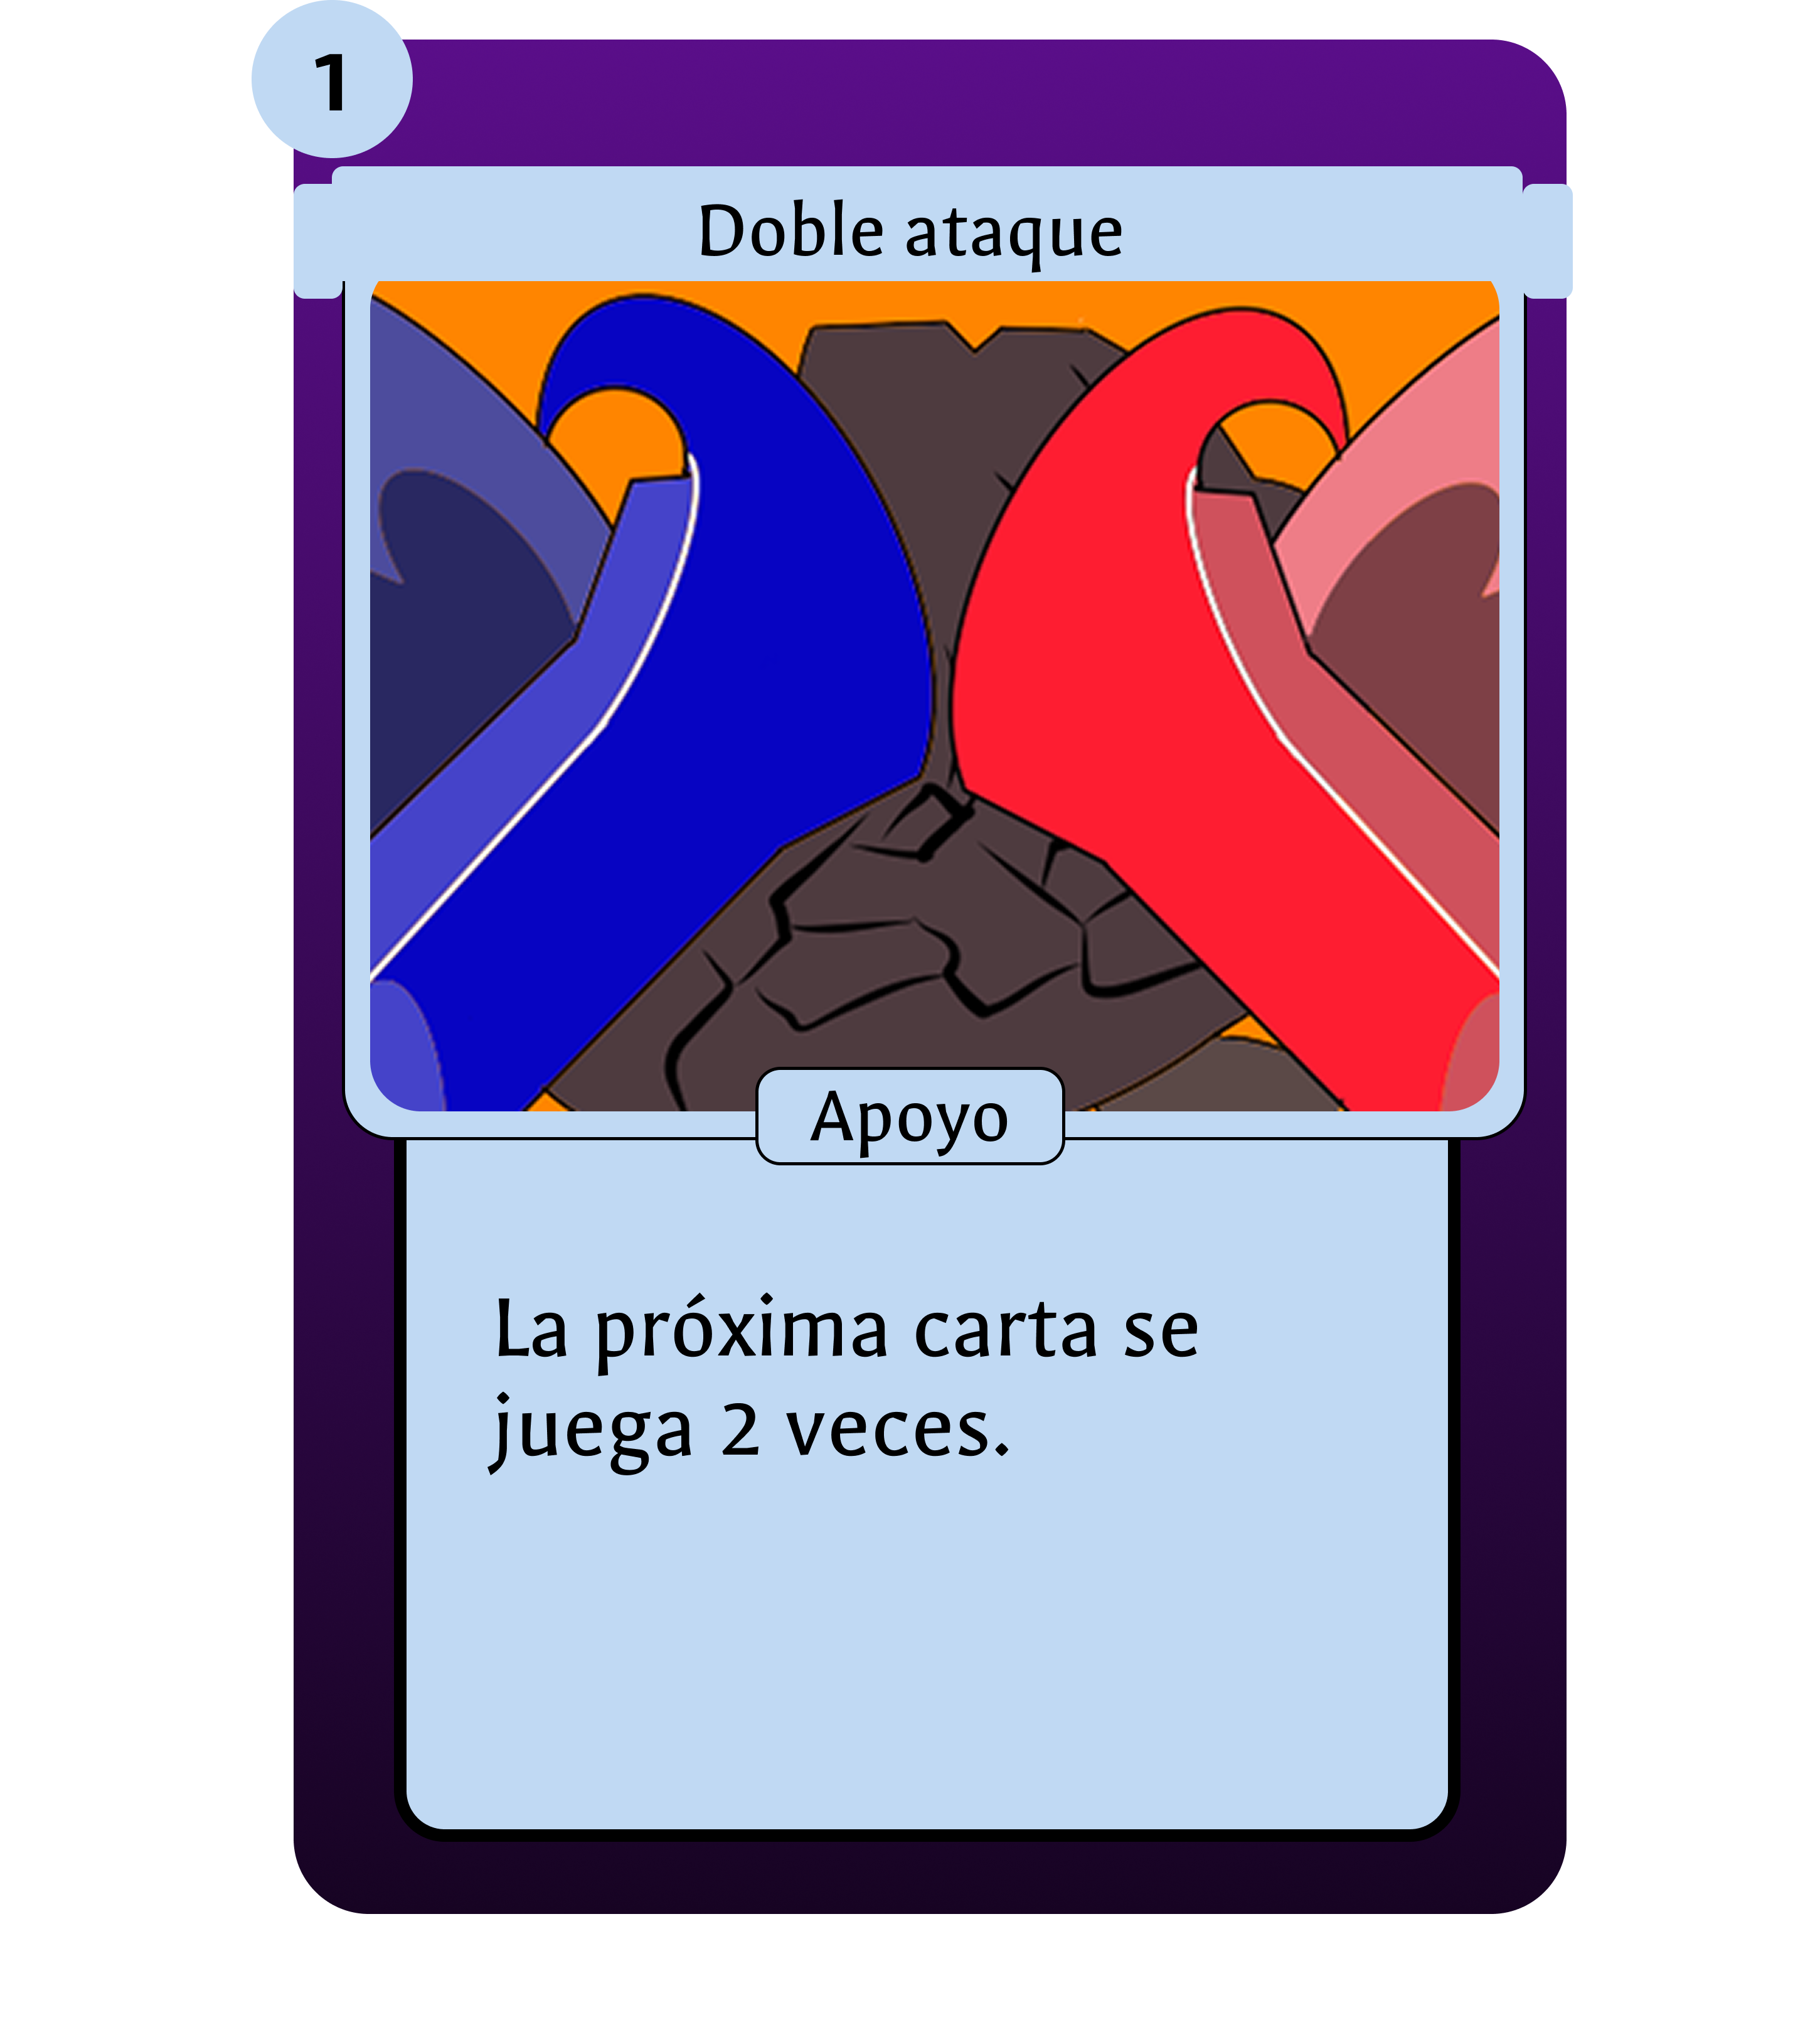 1
Doble ataque
Apoyo
La próxima carta se
juega 2 veces.